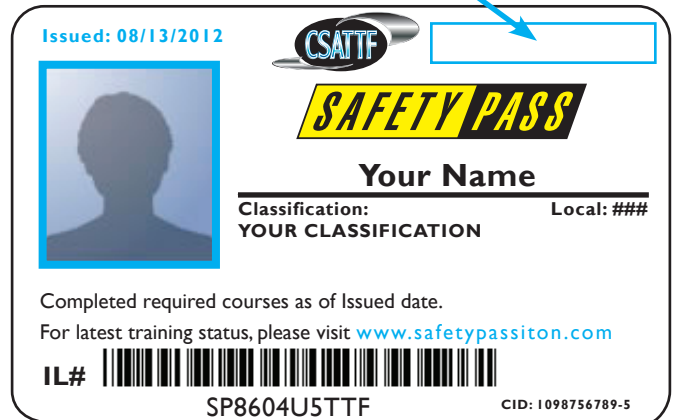 Issued: 08/13/2012
CSATTF
SAFETY PASS
Your Name
Classification: Local: ###
YOUR CLASSIFICATION
Completed required courses as of Issued date.
For latest training status, please visit www.safetypassiton.com
IL#
SP8604U5TTF
CID: 1098756789-5